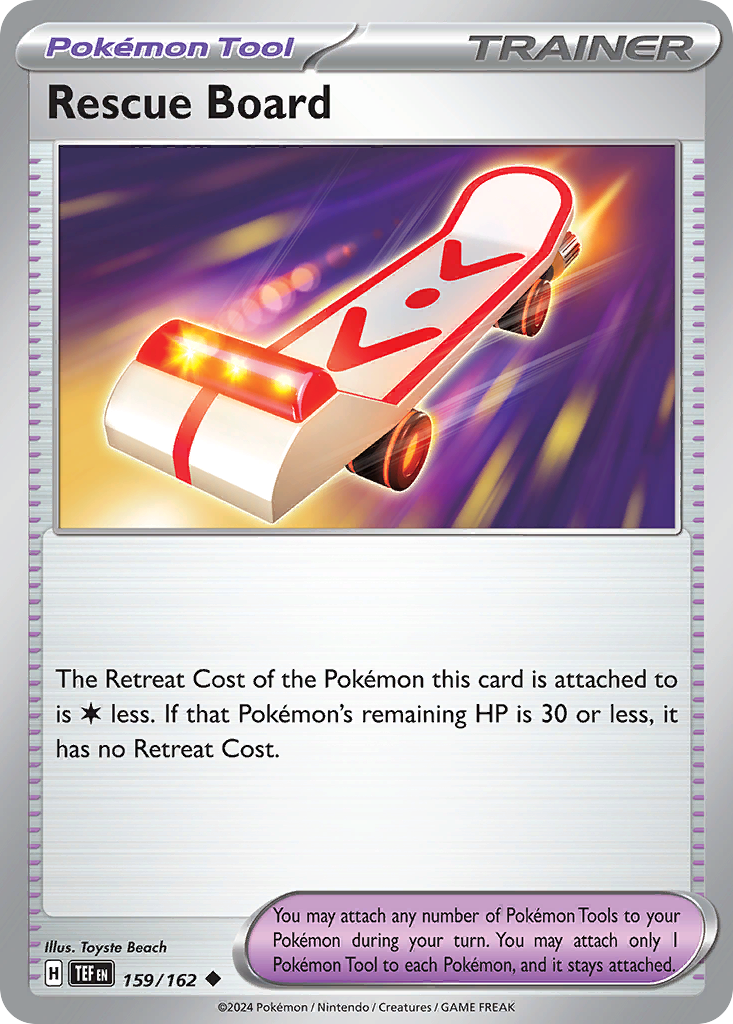 Pokémon Tool
TRAINER
Rescue Board
The Retreat Cost of the Pokémon this card is attached to
is ✶ less. If that Pokémon's remaining HP is 30 or less, it
has no Retreat Cost.
You may attach any number of Pokémon Tools to your
Pokémon during your turn. You may attach only 1
Pokémon Tool to each Pokémon, and it stays attached.
Illus. Toyste Beach
H TEF EN 159/162 ◆
©2024 Pokémon / Nintendo / Creatures / GAME FREAK